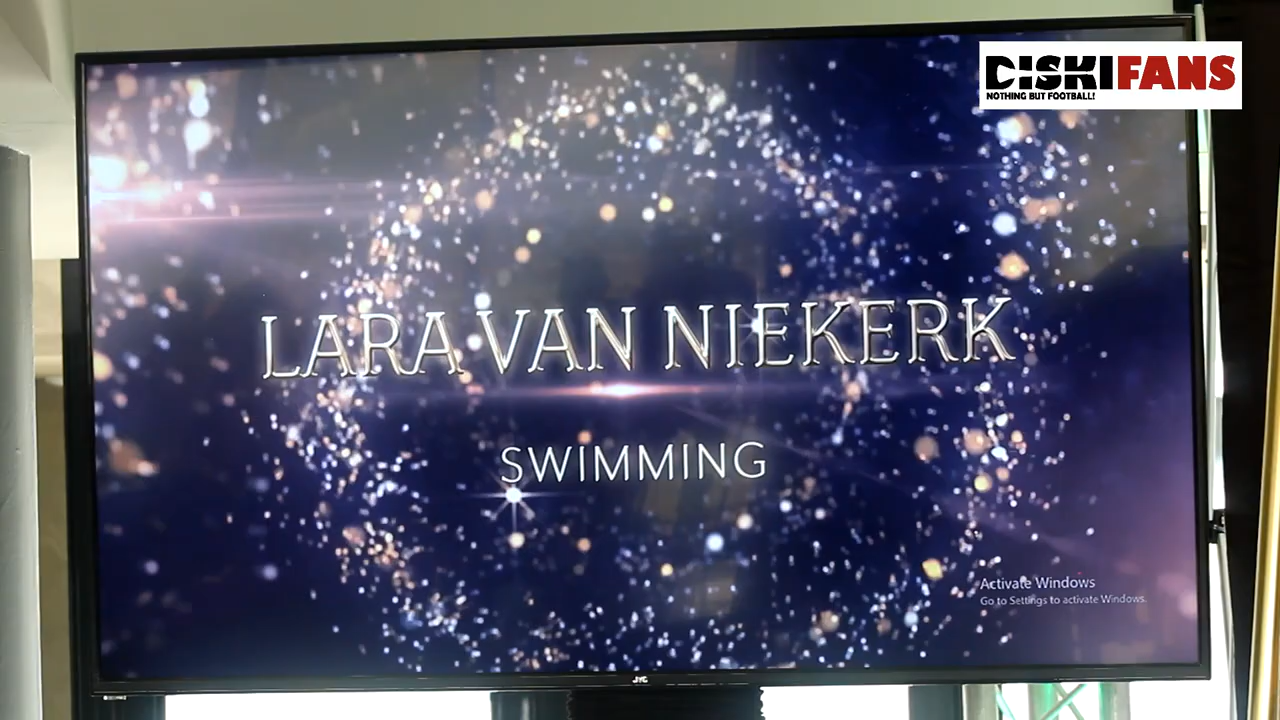 DISKIFANS
NOTHING BUT FOOTBALL!
LARA VAN NIEKERK
SWIMMING
Activate Windows
Go to Settings to activate Windows.
JVC